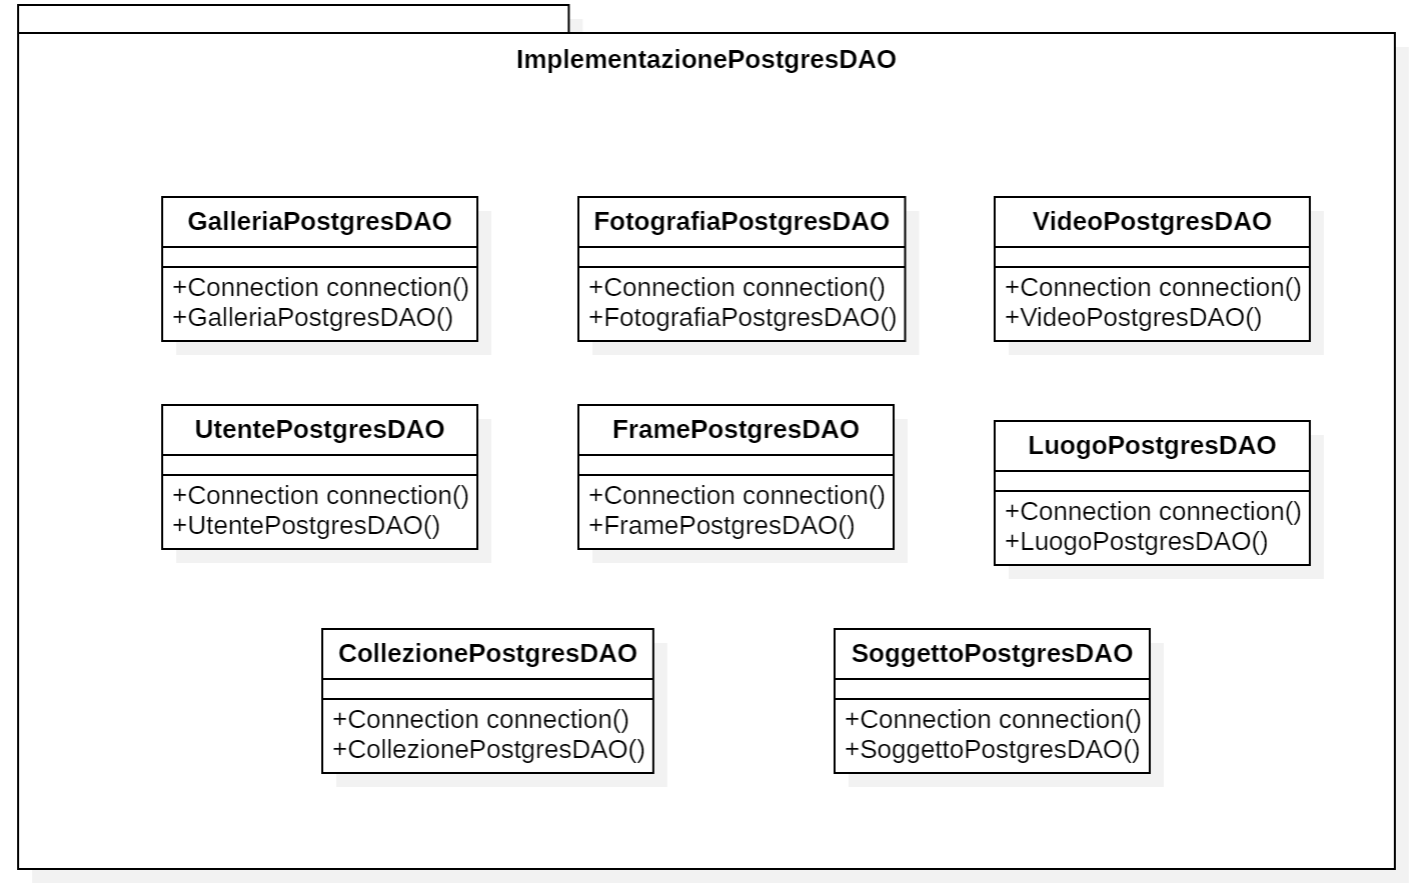 ImplementazionePostgresDAO
GalleriaPostgresDAO
+Connection connection()
+GalleriaPostgresDAO()
FotografiaPostgresDAO
+Connection connection()
+FotografiaPostgresDAO()
VideoPostgresDAO
+Connection connection()
+VideoPostgresDAO()
UtentePostgresDAO
+Connection connection()
+UtentePostgresDAO()
FramePostgresDAO
+Connection connection()
+FramePostgresDAO()
LuogoPostgresDAO
+Connection connection()
+LuogoPostgresDAO()
CollezionePostgresDAO
+Connection connection()
+CollezionePostgresDAO()
SoggettoPostgresDAO
+Connection connection()
+SoggettoPostgresDAO()